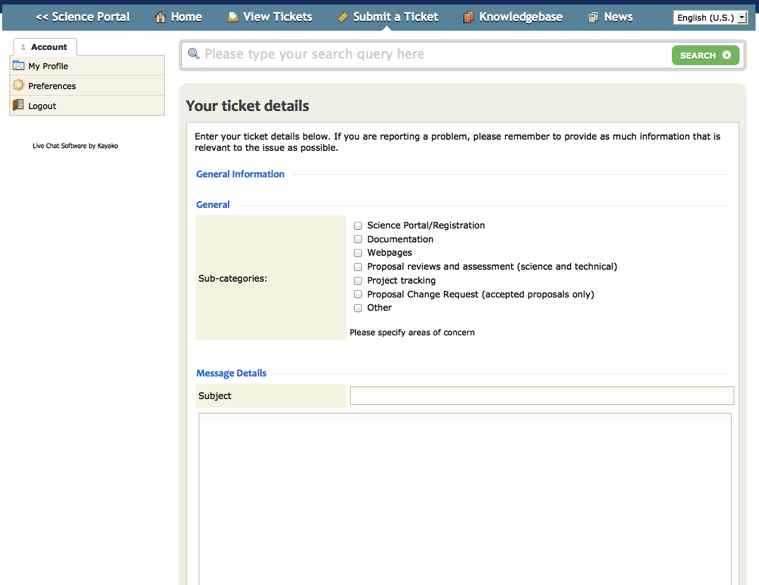 << Science Portal Home View Tickets Submit a Ticket Knowledgebase News English (U.S.)
Account
My Profile
Preferences
Logout
Live Chat Software by Kayako
Please type your search query here SEARCH
Your ticket details
Enter your ticket details below. If you are reporting a problem, please remember to provide as much information that is
relevant to the issue as possible.
General Information
General
Sub-categories:
Science Portal/Registration
Documentation
Webpages
Proposal reviews and assessment (science and technical)
Project tracking
Proposal Change Request (accepted proposals only)
Other
Please specify areas of concern
Message Details
Subject